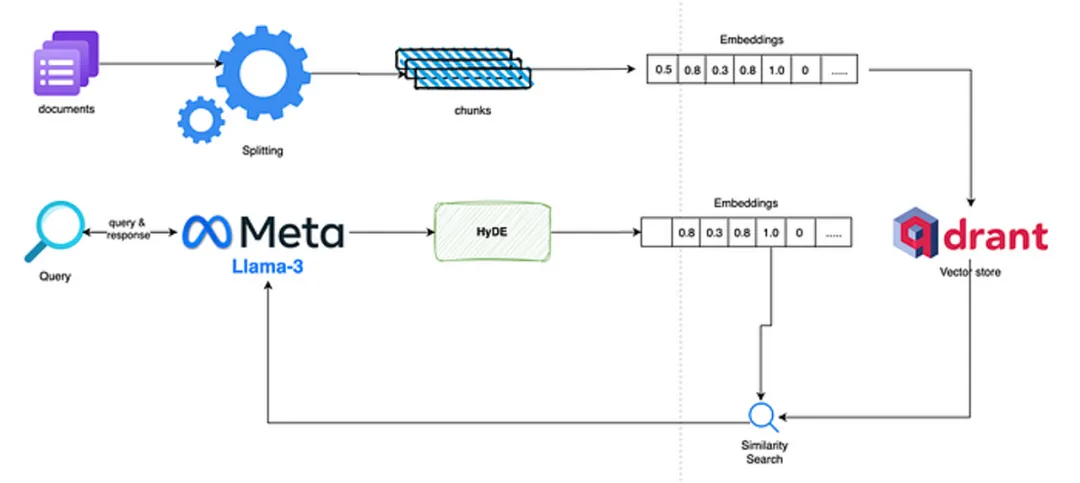 Embeddings
0.5 0.8 0.3 0.8 1.0 0 ......
documents
chunks
Splitting
query &
response
Meta
Llama-3
HyDE
Embeddings
0.8 0.3 0.8 1.0 0 .....
qdrant
Vector store
Query
Similarity
Search